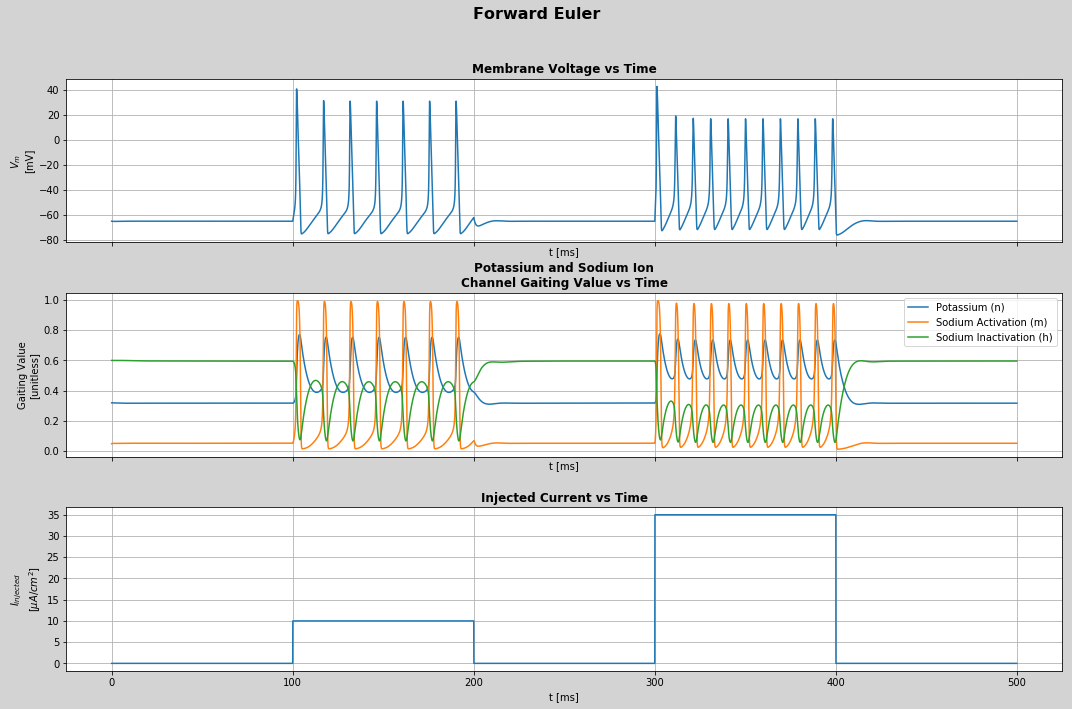 Forward Euler
Membrane Voltage vs Time
40
20
0
−20
−40
−60
−80
V_m
[mV]
t [ms]
Potassium and Sodium Ion
Channel Gaiting Value vs Time
1.0
0.8
0.6
0.4
0.2
0.0
Gaiting Value
[unitless]
Potassium (n)
Sodium Activation (m)
Sodium Inactivation (h)
t [ms]
Injected Current vs Time
35
30
25
20
15
10
5
0
I_Injected
[μA/cm²]
0 100 200 300 400 500
t [ms]